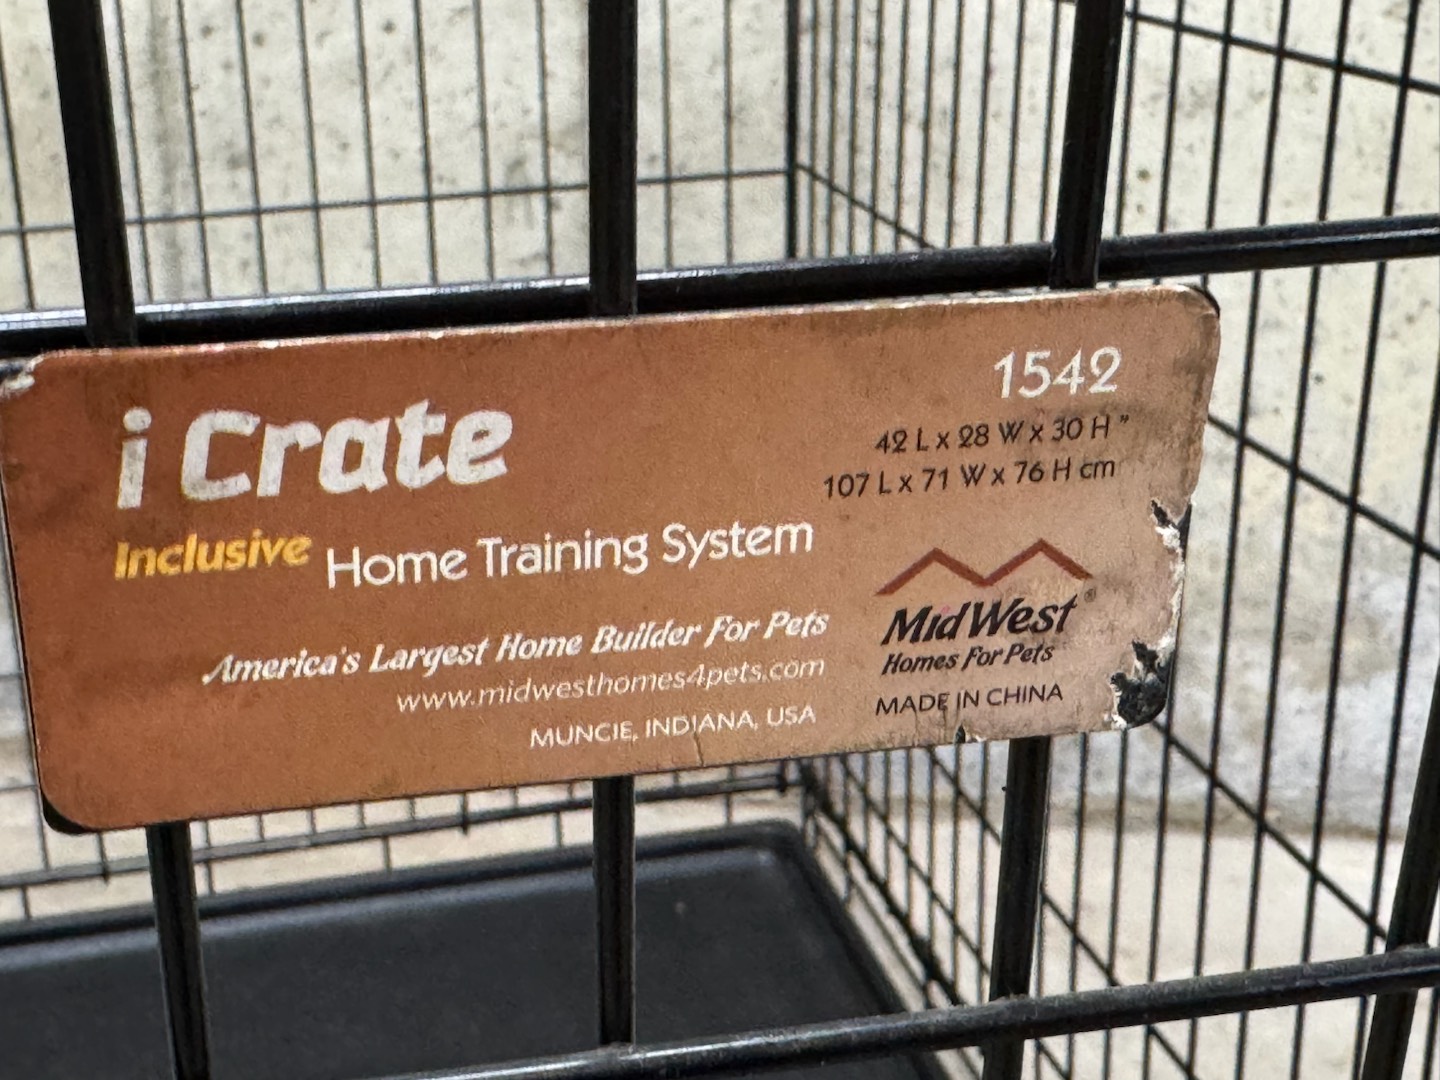 i Crate
Inclusive Home Training System
America's Largest Home Builder For Pets
www.midwesthomes4pets.com
MUNCIE, INDIANA, USA
1542
42 L x 28 W x 30 H "
107 L x 71 W x 76 H cm
MidWest®
Homes For Pets
MADE IN CHINA